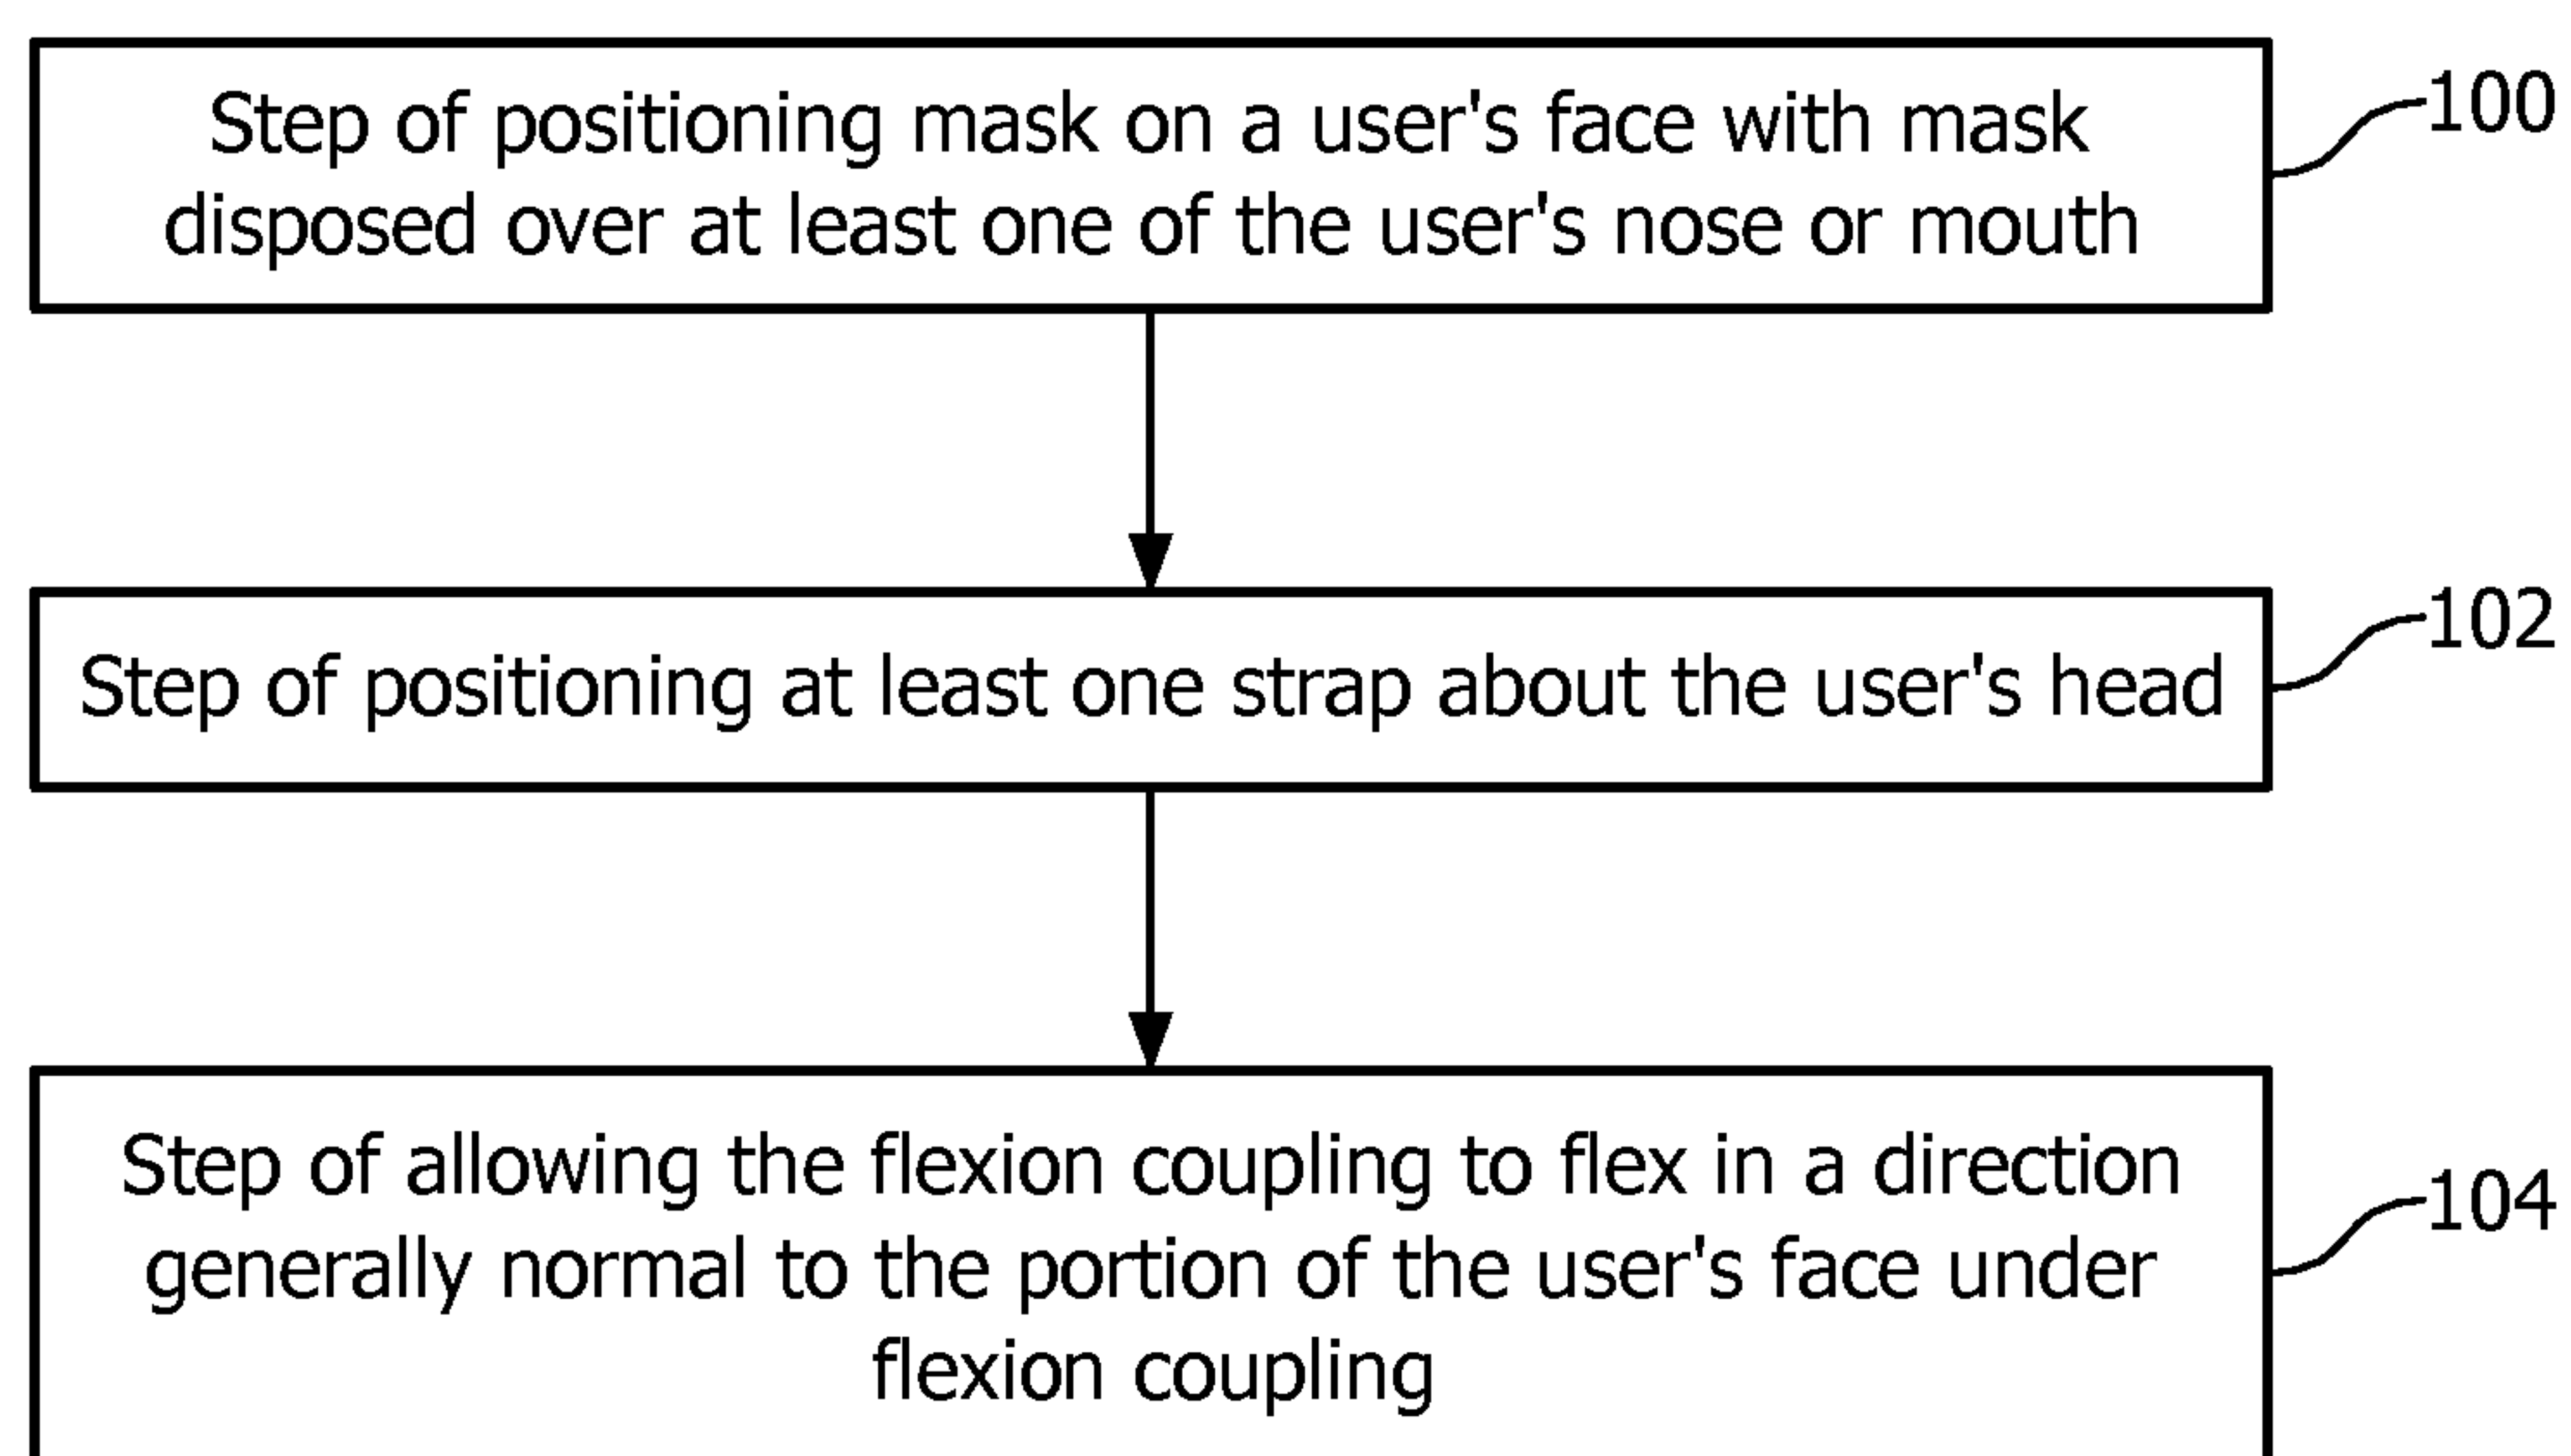 Step of positioning mask on a user's face with mask
disposed over at least one of the user's nose or mouth
100
Step of positioning at least one strap about the user's head
102
Step of allowing the flexion coupling to flex in a direction
generally normal to the portion of the user's face under
flexion coupling
104